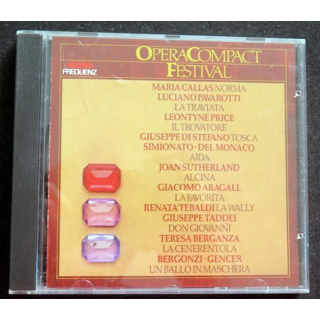 FREQUENZ
OPERACOMPACT
FESTIVAL
MARIA CALLAS NORMA
LUCIANO PAVAROTTI
LA TRAVIATA
LEONTYNE PRICE
IL TROVATORE
GIUSEPPE DI STEFANO TOSCA
SIMIONATO-DEL MONACO
AIDA
JOAN SUTHERLAND
ALCINA
GIACOMO ARAGALL
LA FAVORITA
RENATA TEBALDI LA WALLY
GIUSEPPE TADDEI
DON GIOVANNI
TERESA BERGANZA
LA CENERENTOLA
BERGONZI-GENCER
UN BALLO IN MASCHERA